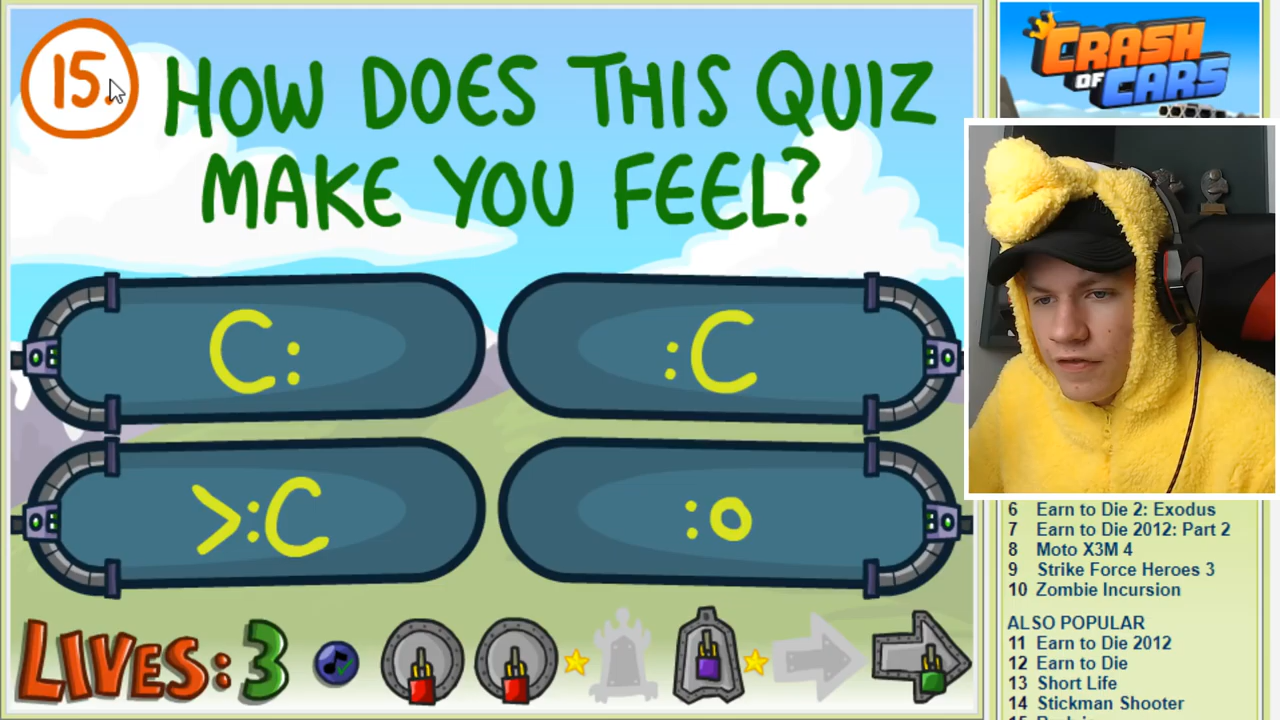 15.
HOW DOES THIS QUIZ
MAKE YOU FEEL?
C:
:C
>:C
:o
LIVES: 3
CRASH
OF CARS
6 Earn to Die 2: Exodus
7 Earn to Die 2012: Part 2
8 Moto X3M 4
9 Strike Force Heroes 3
10 Zombie Incursion
ALSO POPULAR
11 Earn to Die 2012
12 Earn to Die
13 Short Life
14 Stickman Shooter